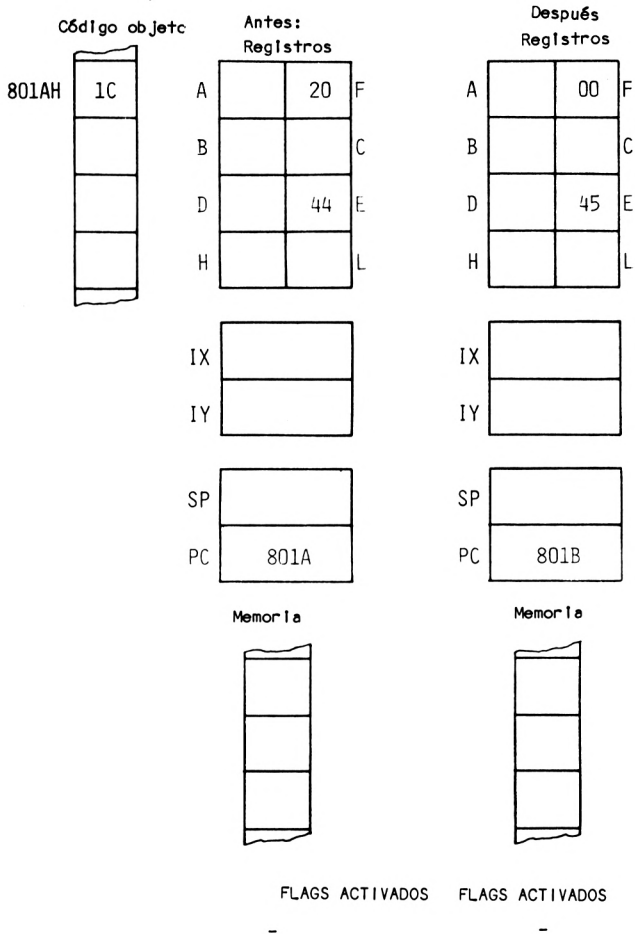 Código objetc
Antes:
Registros
Después
Registros
801AH 1C
A 20 F
B C
D 44 E
H L
IX
IY
SP
PC 801A
A 00 F
B C
D 45 E
H L
IX
IY
SP
PC 801B
Memoria
Memoria
FLAGS ACTIVADOS
FLAGS ACTIVADOS
–
–